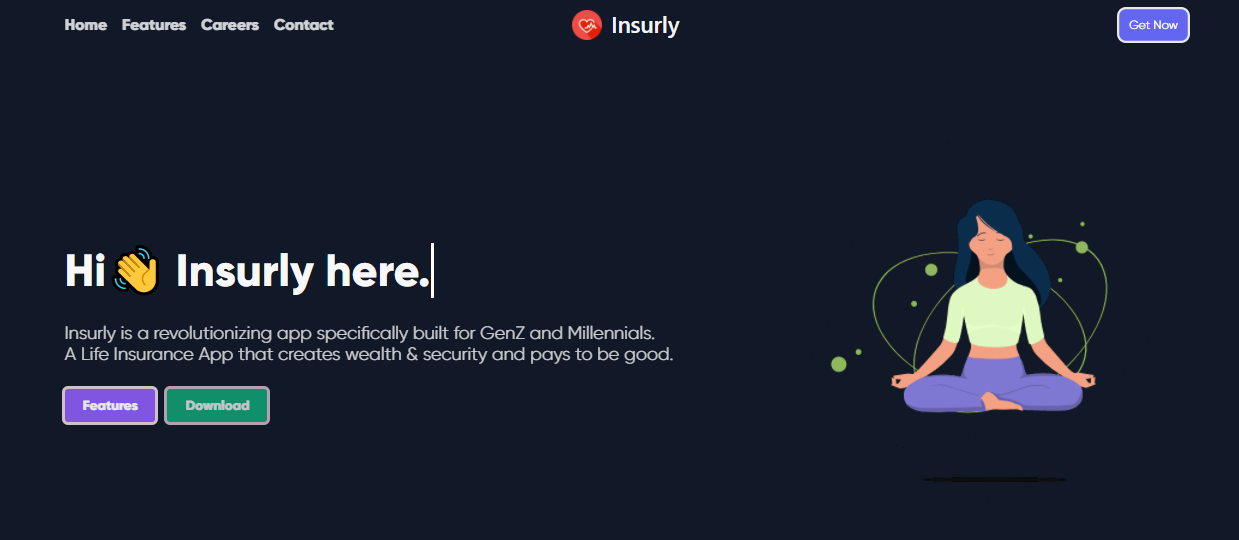 Home Features Careers Contact
Insurly
Get Now
Hi👋 Insurly here.
Insurly is a revolutionizing app specifically built for GenZ and Millennials.
A Life Insurance App that creates wealth & security and pays to be good.
Features Download